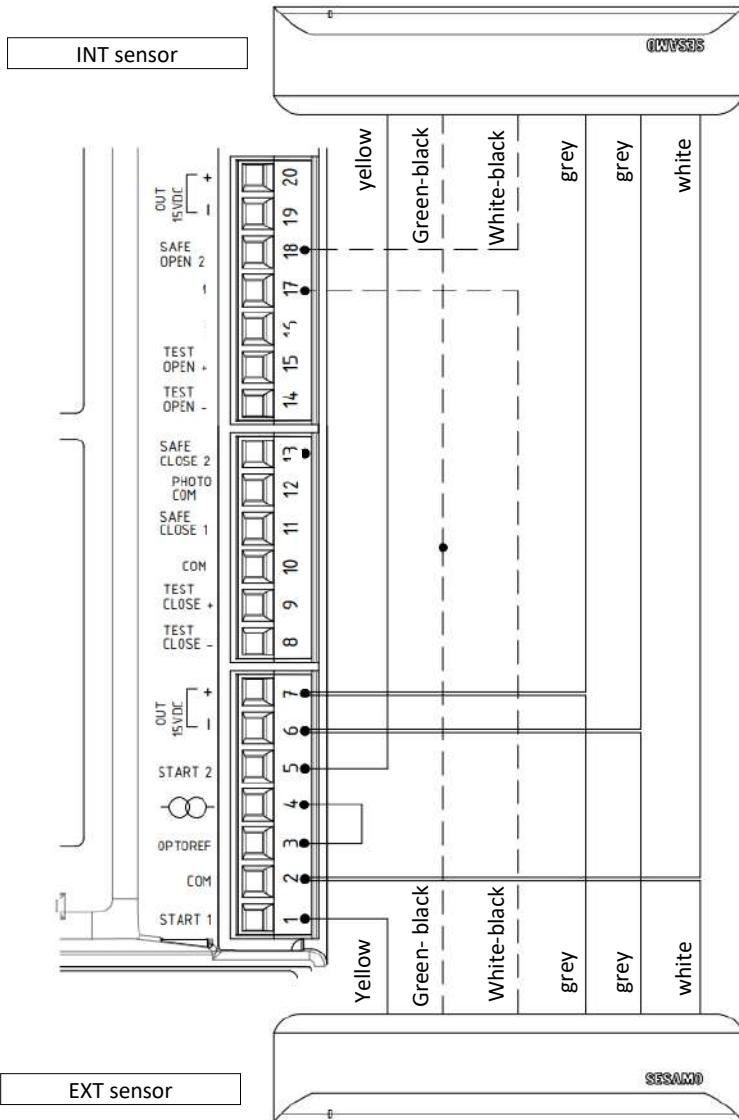 INT sensor
SESAMO
yellow
Green-black
White-black
grey
grey
white
OUT
15VDC
+
–
20
19
SAFE
OPEN 2
18
17
TEST
OPEN +
15
TEST
OPEN -
14
SAFE
CLOSE 2
13
PHOTO
COM
12
SAFE
CLOSE 1
11
COM
10
TEST
CLOSE +
9
TEST
CLOSE -
8
OUT
15VDC
+
–
7
6
START 2
5
4
OPTOREF
3
COM
2
START 1
1
Yellow
Green- black
White-black
grey
grey
white
SESAMO
EXT sensor